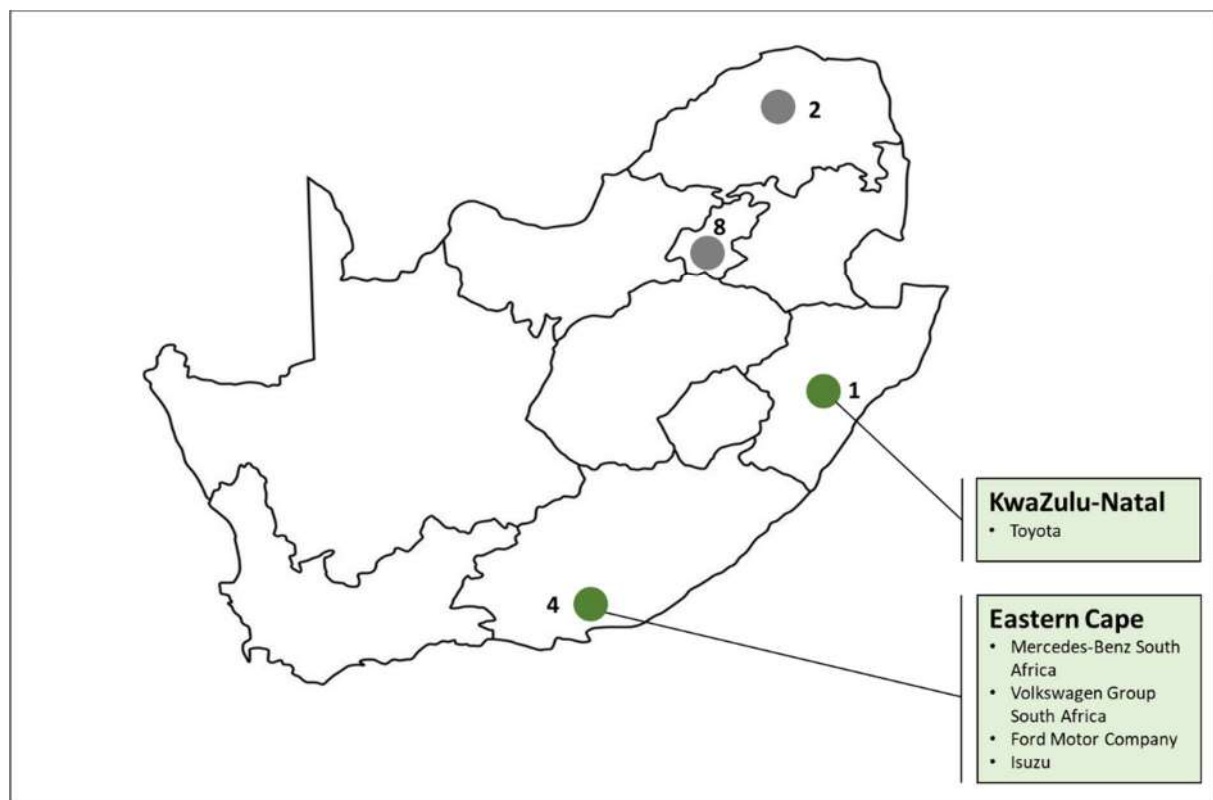 2
8
1
KwaZulu-Natal
• Toyota
4
Eastern Cape
• Mercedes-Benz South
Africa
• Volkswagen Group
South Africa
• Ford Motor Company
• Isuzu